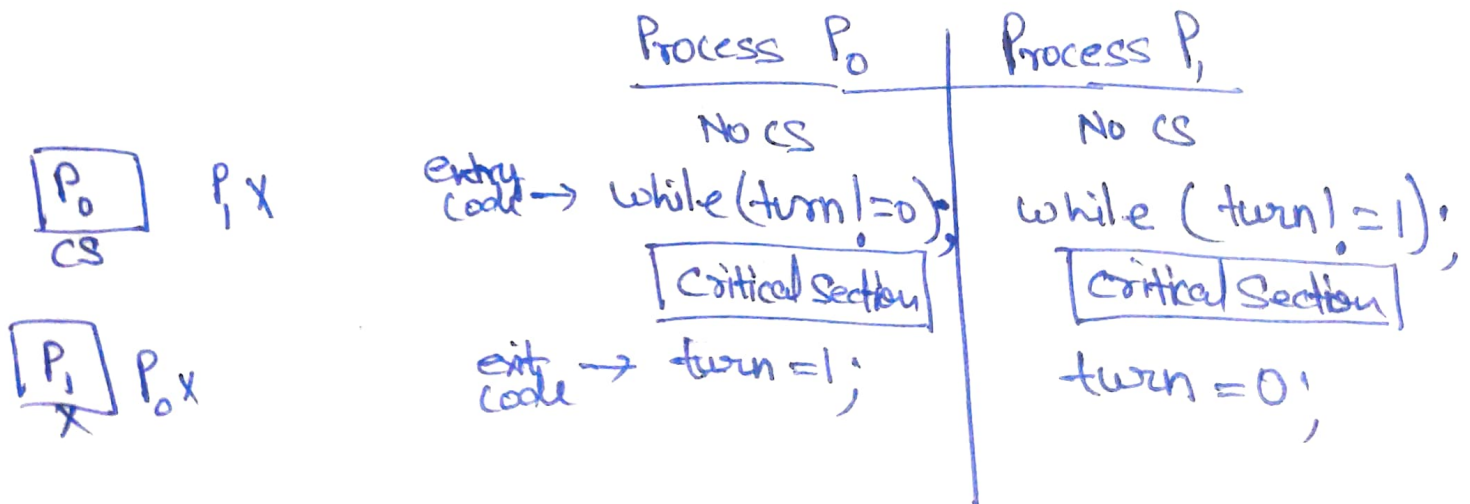 Process P₀ | Process P₁
No CS No CS
P₀ P₁ X
CS
entry code → while(turn!=0); while (turn!=1);
Critical Section Critical Section
P₁ P₀ X
X
exit code → turn=1; turn=0;